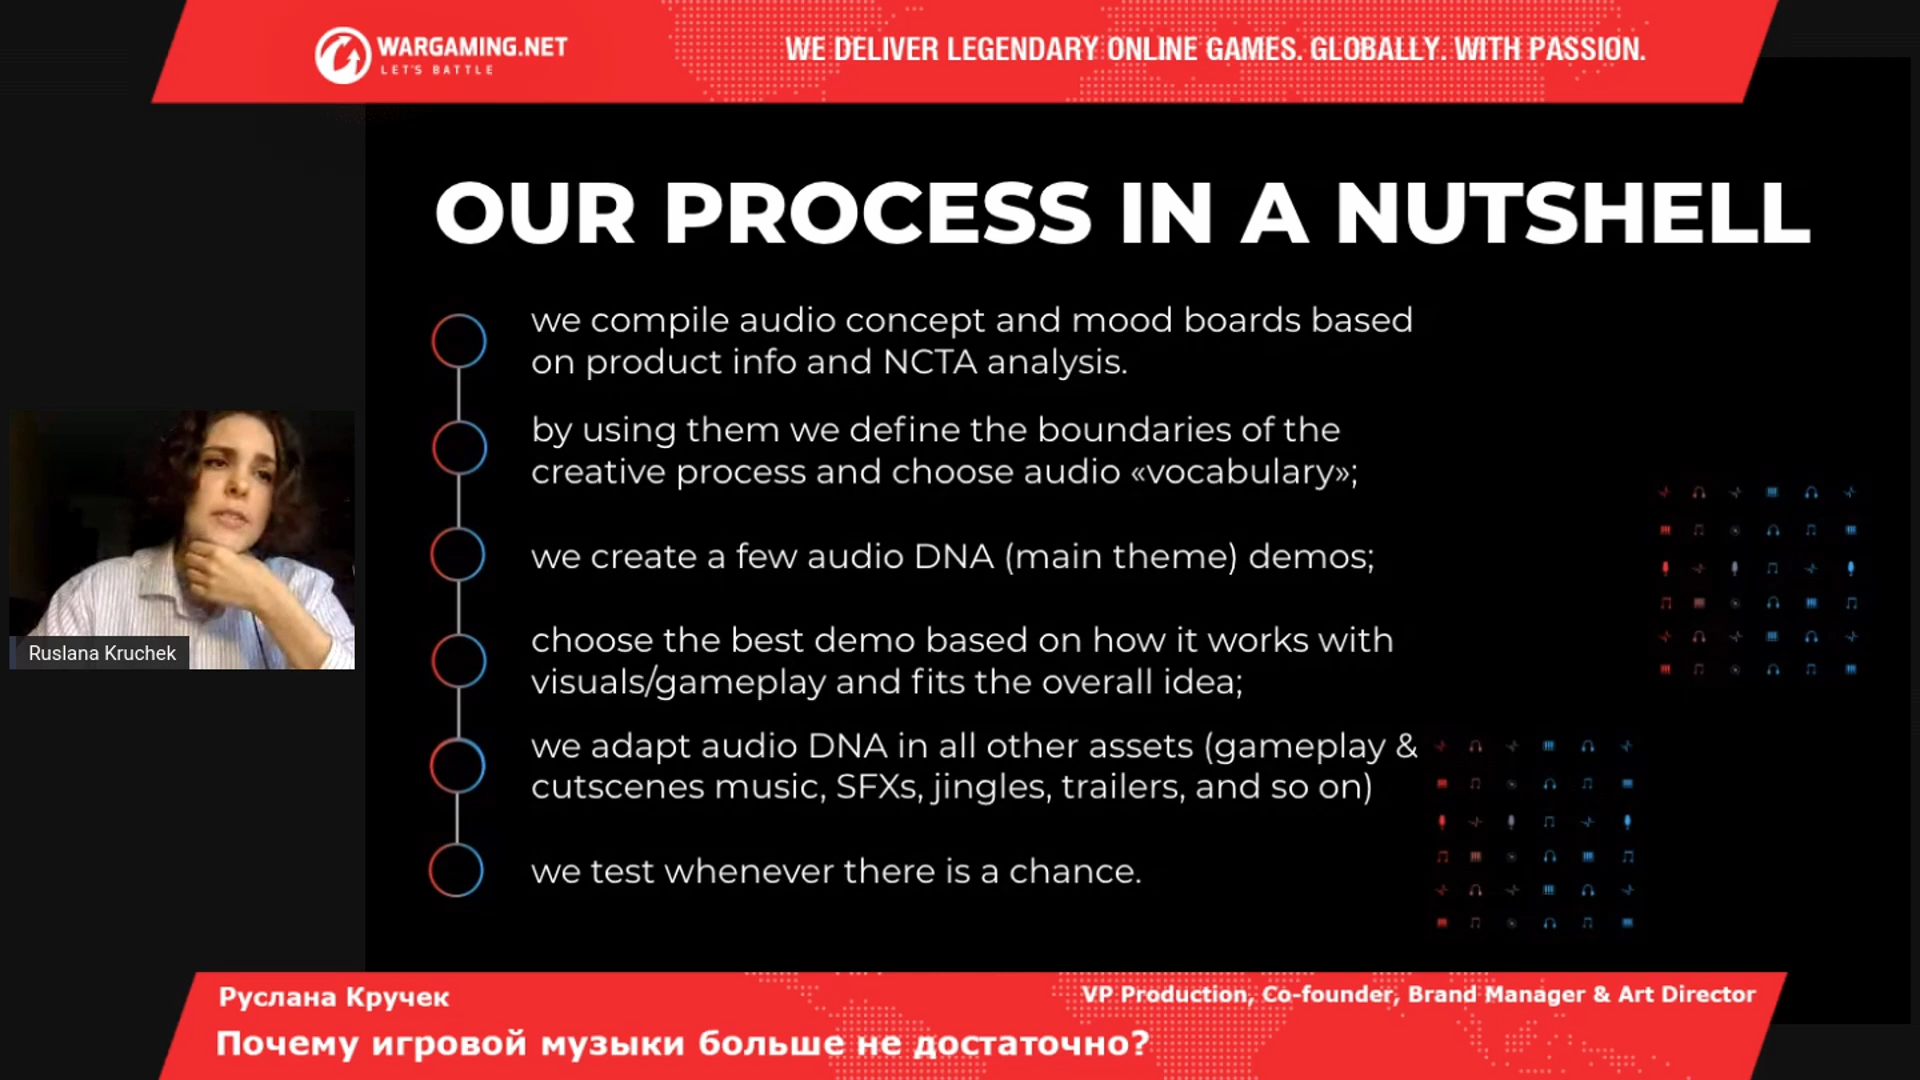 WARGAMING.NET
LET'S BATTLE
WE DELIVER LEGENDARY ONLINE GAMES. GLOBALLY. WITH PASSION.
OUR PROCESS IN A NUTSHELL
we compile audio concept and mood boards based
on product info and NCTA analysis.
by using them we define the boundaries of the
creative process and choose audio «vocabulary»;
we create a few audio DNA (main theme) demos;
choose the best demo based on how it works with
visuals/gameplay and fits the overall idea;
we adapt audio DNA in all other assets (gameplay &
cutscenes music, SFXs, jingles, trailers, and so on)
we test whenever there is a chance.
Ruslana Kruchek
Руслана Кручек
VP Production, Co-founder, Brand Manager & Art Director
Почему игровой музыки больше не достаточно?